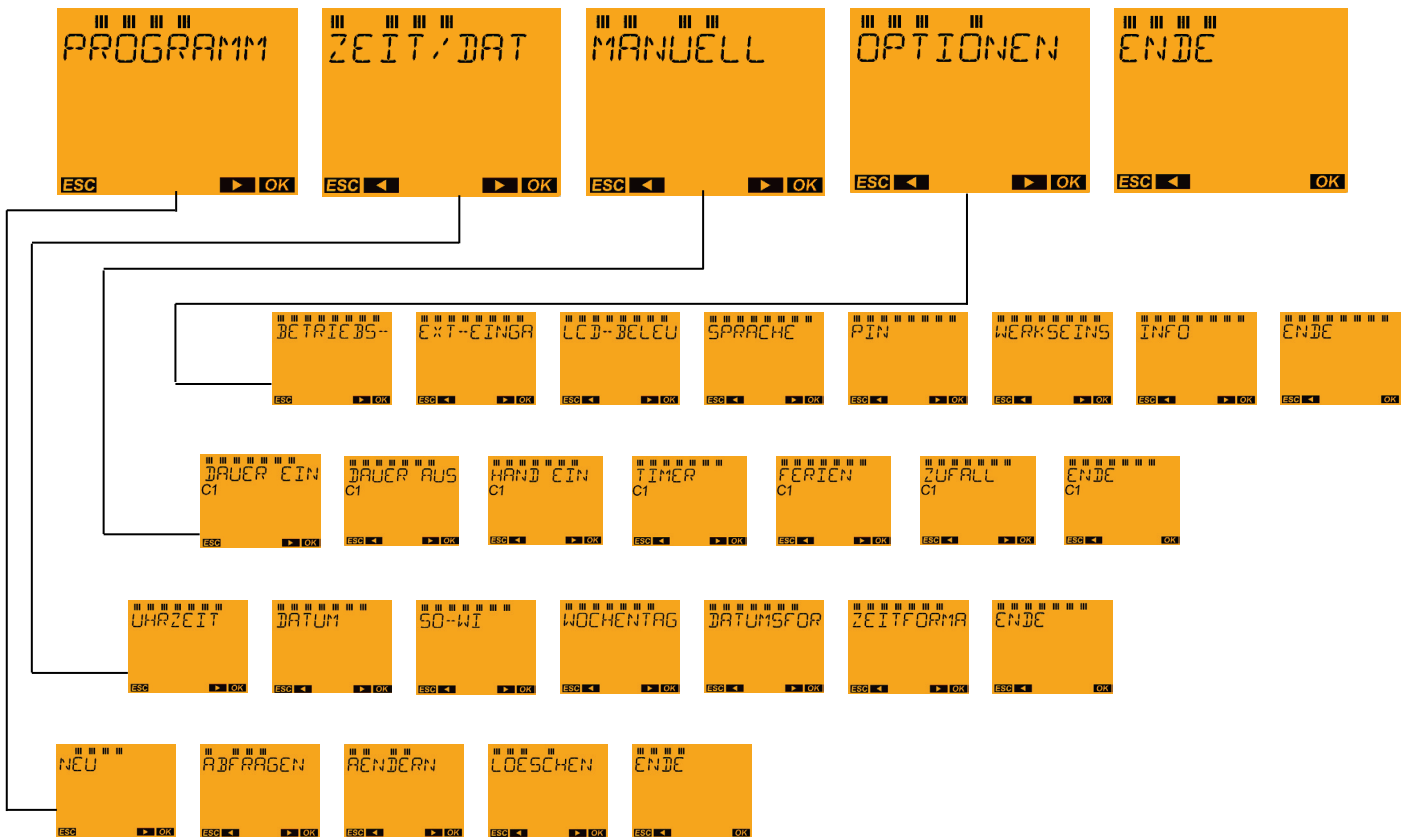 PROGRAMM ZEIT/DAT MANUELL OPTIONEN ENDE
ESC OK ESC OK ESC OK ESC OK ESC OK
BETRIEBS- EXT-EINGA LCD-BELEU SPRACHE PIN WERKSEINS INFO ENDE
ESC OK ESC OK ESC OK ESC OK ESC OK ESC OK ESC OK ESC OK
DAUER EIN DAUER AUS HAND EIN TIMER FERIEN ZUFALL ENDE
C1 C1 C1 C1 C1 C1 C1
ESC OK ESC OK ESC OK ESC OK ESC OK ESC OK ESC OK
UHRZEIT DATUM SO-WI WOCHENTAG DATUMSFOR ZEITFORMA ENDE
ESC OK ESC OK ESC OK ESC OK ESC OK ESC OK ESC OK
NEU ABFRAGEN AENDERN LOESCHEN ENDE
ESC OK ESC OK ESC OK ESC OK ESC OK